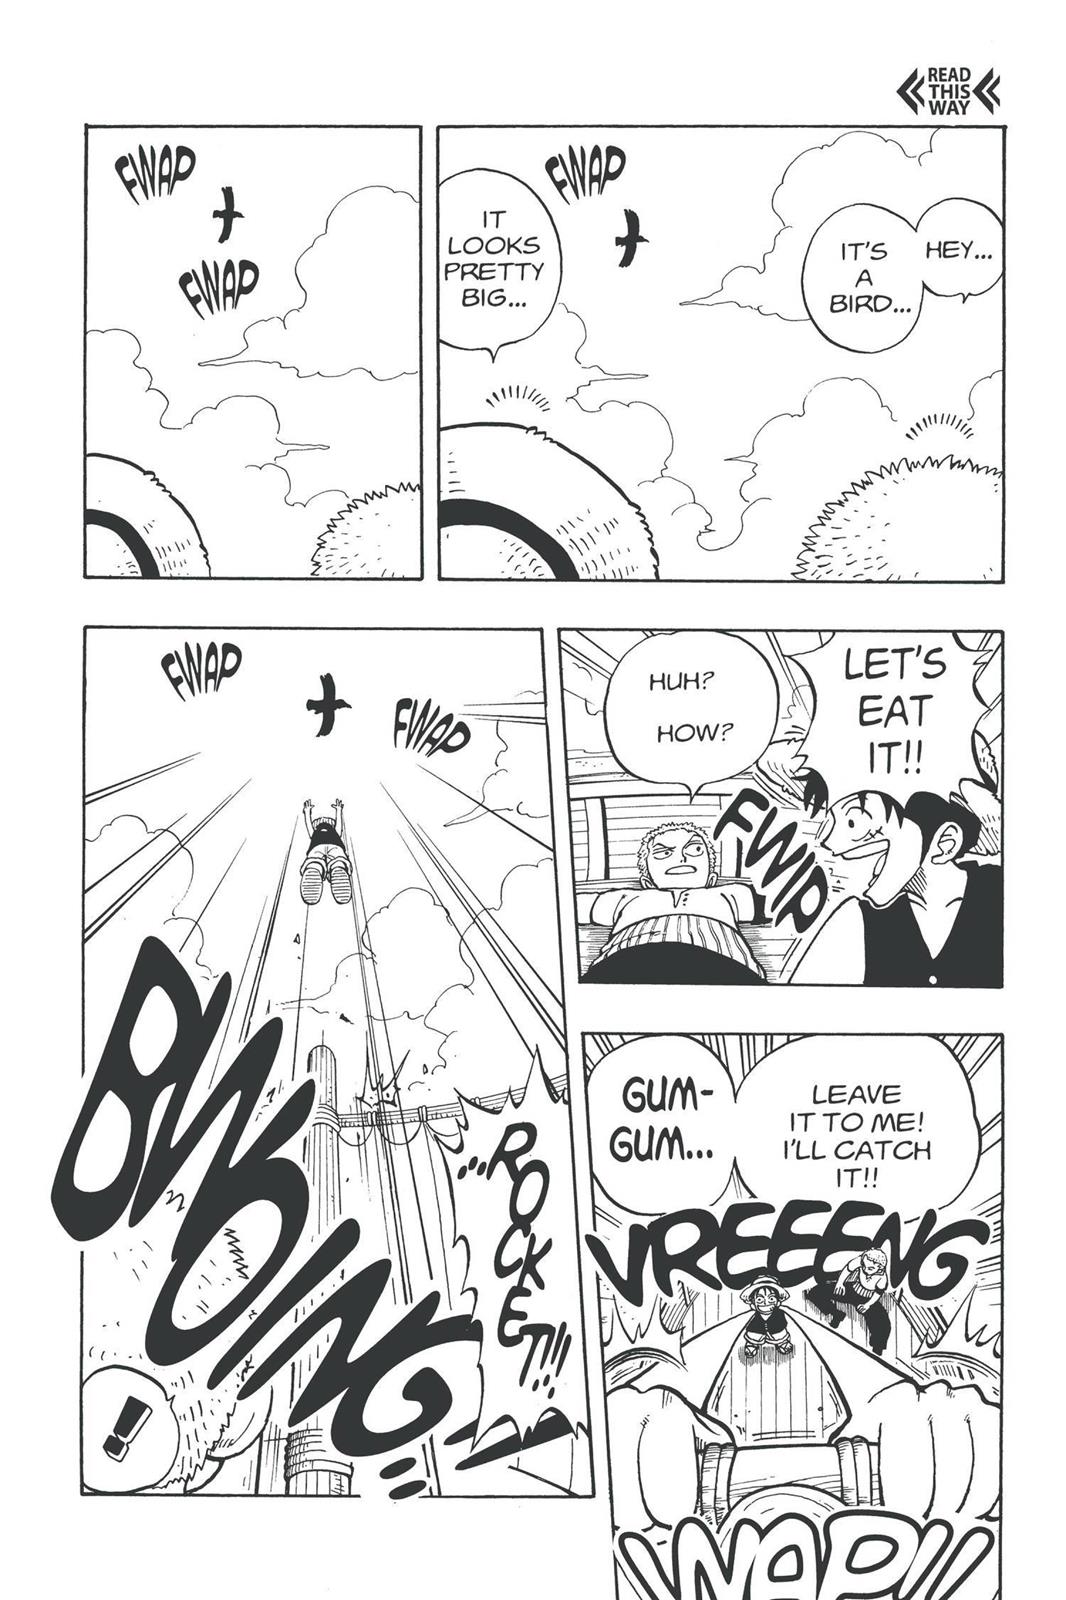 READ
THIS
WAY
HEY...
IT'S
A
BIRD...
FWAP
IT
LOOKS
PRETTY
BIG...
FWAP
FWAP
LET'S
EAT
IT!!
HUH?
HOW?
FWIP
LEAVE
IT TO ME!
I'LL CATCH
IT!!
GUM-
GUM...
VREEENG
WAP!!
FWAP
FWAP
...ROCKET!!!
BWOING
!